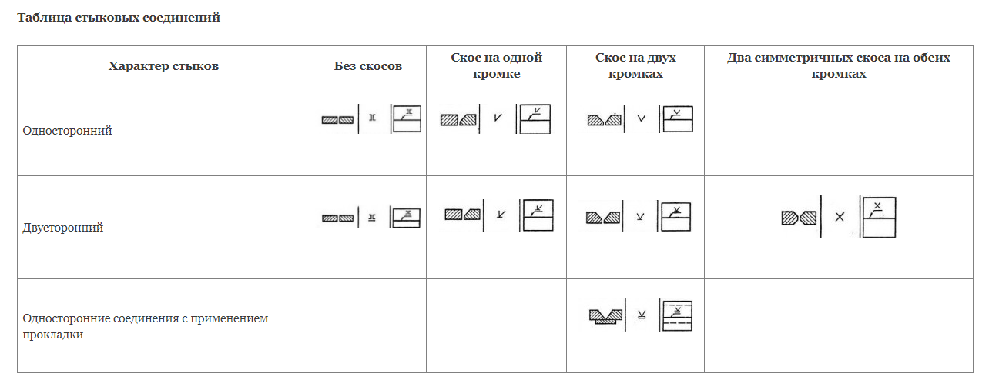 Таблица стыковых соединений
Характер стыков
Без скосов
Скос на одной
кромке
Скос на двух
кромках
Два симметричных скоса на обеих
кромках
Односторонний
Двусторонний
Односторонние соединения с применением
прокладки